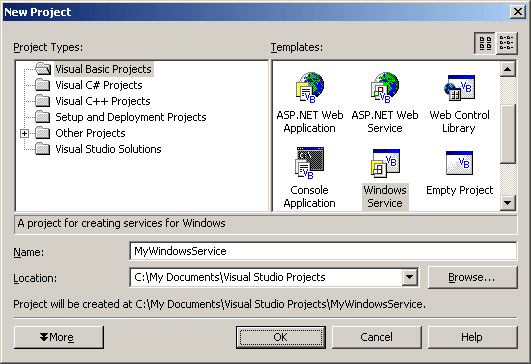 New Project
Project Types:
Templates:
Visual Basic Projects
Visual C# Projects
Visual C++ Projects
Setup and Deployment Projects
Other Projects
Visual Studio Solutions
ASP.NET Web
Application
ASP.NET Web
Service
Web Control
Library
Console
Application
Windows
Service
Empty Project
A project for creating services for Windows
Name:
MyWindowsService
Location:
C:\My Documents\Visual Studio Projects
Browse...
Project will be created at C:\My Documents\Visual Studio Projects\MyWindowsService.
More
OK
Cancel
Help